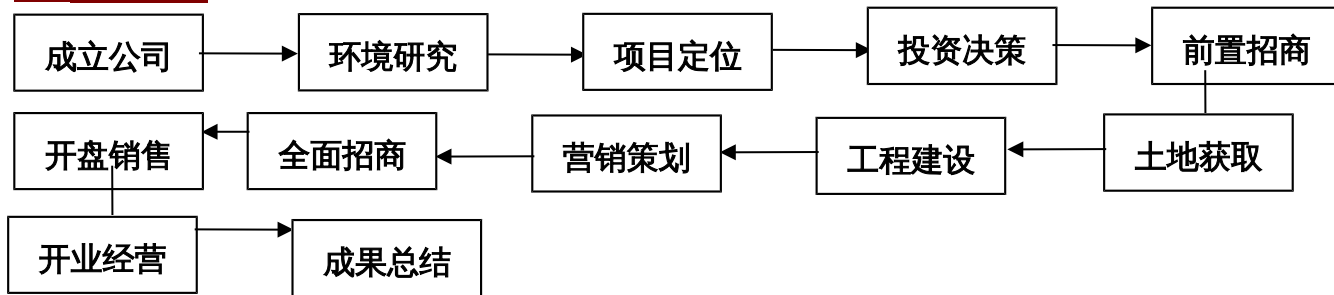 成立公司 环境研究 项目定位 投资决策 前置招商
开盘销售 全面招商 营销策划 工程建设 土地获取
开业经营 成果总结